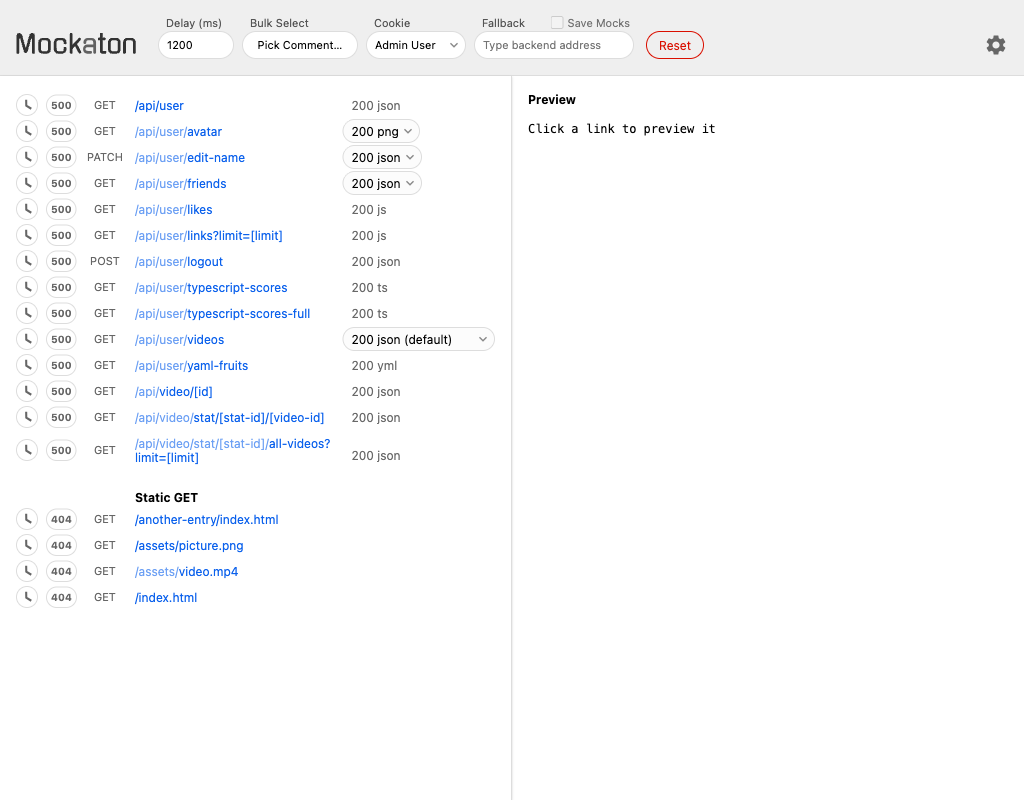 Mockaton
Delay (ms) Bulk Select Cookie Fallback Save Mocks
1200 Pick Comment... Admin User Type backend address Reset
500 GET /api/user 200 json
500 GET /api/user/avatar 200 png
500 PATCH /api/user/edit-name 200 json
500 GET /api/user/friends 200 json
500 GET /api/user/likes 200 js
500 GET /api/user/links?limit=[limit] 200 js
500 POST /api/user/logout 200 json
500 GET /api/user/typescript-scores 200 ts
500 GET /api/user/typescript-scores-full 200 ts
500 GET /api/user/videos 200 json (default)
500 GET /api/user/yaml-fruits 200 yml
500 GET /api/video/[id] 200 json
500 GET /api/video/stat/[stat-id]/[video-id] 200 json
500 GET /api/video/stat/[stat-id]/all-videos?
limit=[limit] 200 json
Static GET
404 GET /another-entry/index.html
404 GET /assets/picture.png
404 GET /assets/video.mp4
404 GET /index.html
Preview
Click a link to preview it